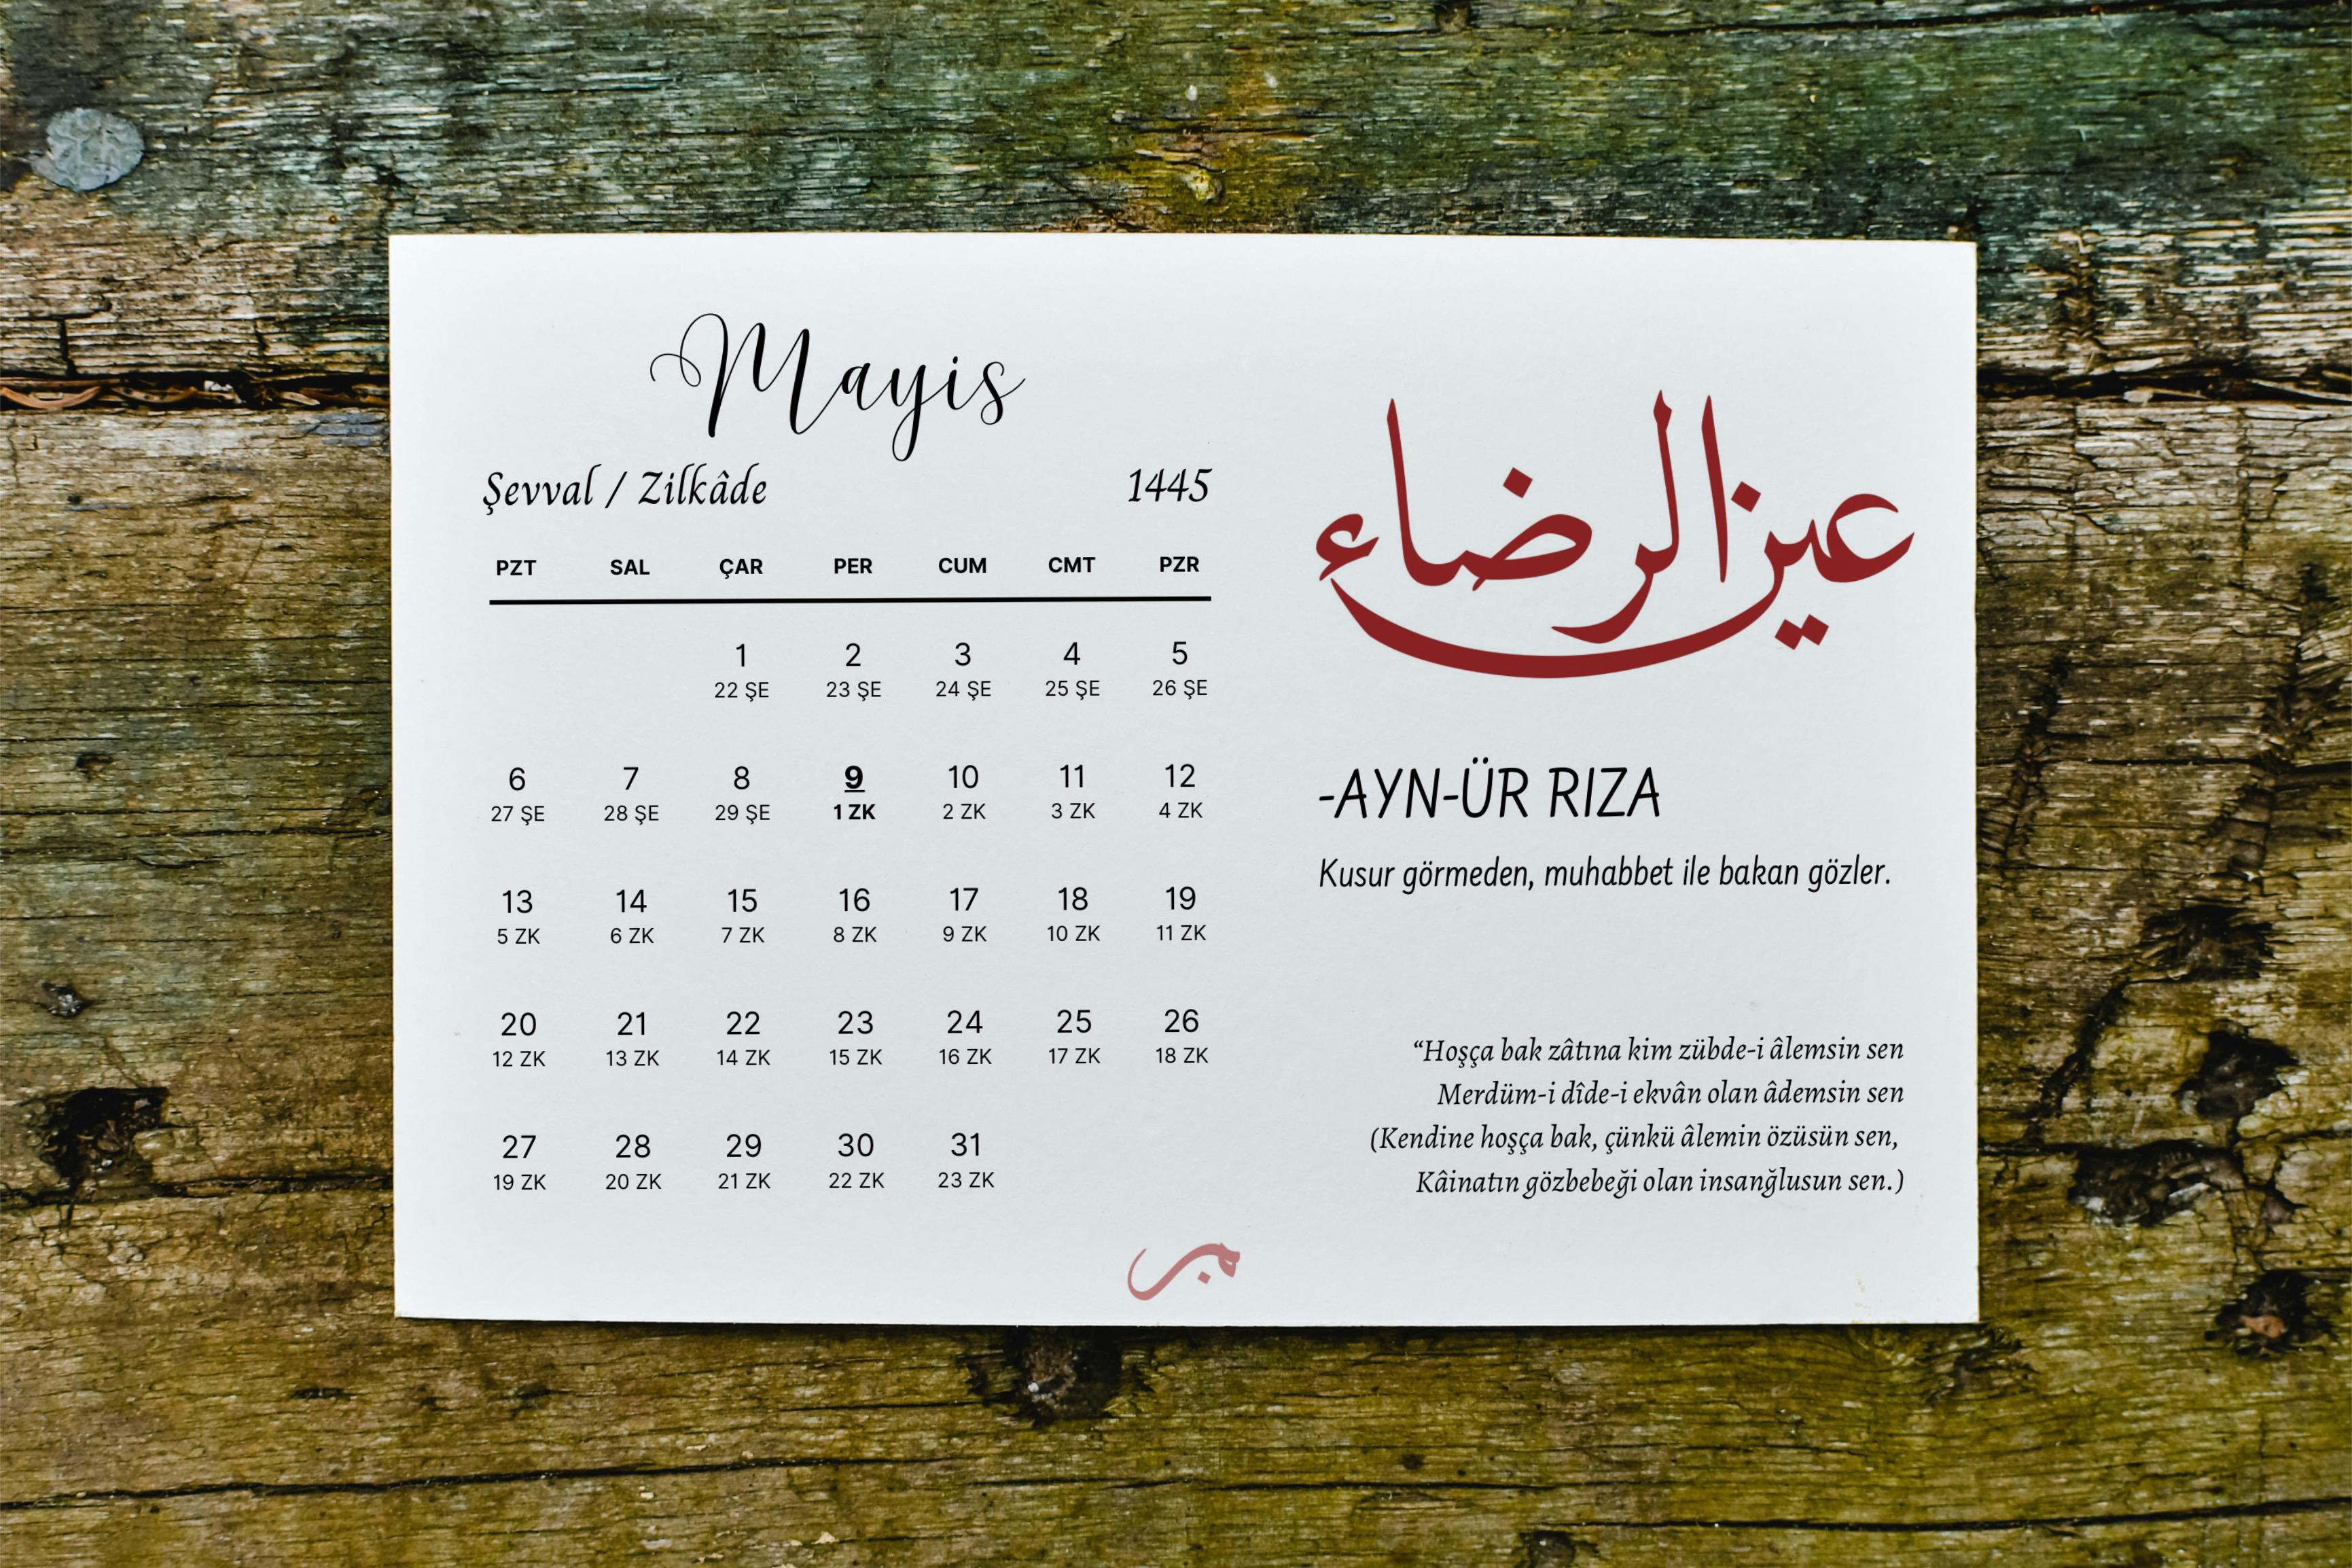 Mayis
Şevval / Zilkâde 1445
PZT SAL ÇAR PER CUM CMT PZR
1 2 3 4 5
22 ŞE 23 ŞE 24 ŞE 25 ŞE 26 ŞE
6 7 8 9 10 11 12
27 ŞE 28 ŞE 29 ŞE 1 ZK 2 ZK 3 ZK 4 ZK
13 14 15 16 17 18 19
5 ZK 6 ZK 7 ZK 8 ZK 9 ZK 10 ZK 11 ZK
20 21 22 23 24 25 26
12 ZK 13 ZK 14 ZK 15 ZK 16 ZK 17 ZK 18 ZK
27 28 29 30 31
19 ZK 20 ZK 21 ZK 22 ZK 23 ZK
عين الرضاء
-AYN-ÜR RIZA
Kusur görmeden, muhabbet ile bakan gözler.
“Hoşça bak zâtına kim zübde-i âlemsin sen
Merdüm-i dîde-i ekvân olan âdemsin sen
(Kendine hoşça bak, çünkü âlemin özüsün sen,
Kâinatın gözbebeği olan insanğlusun sen.)